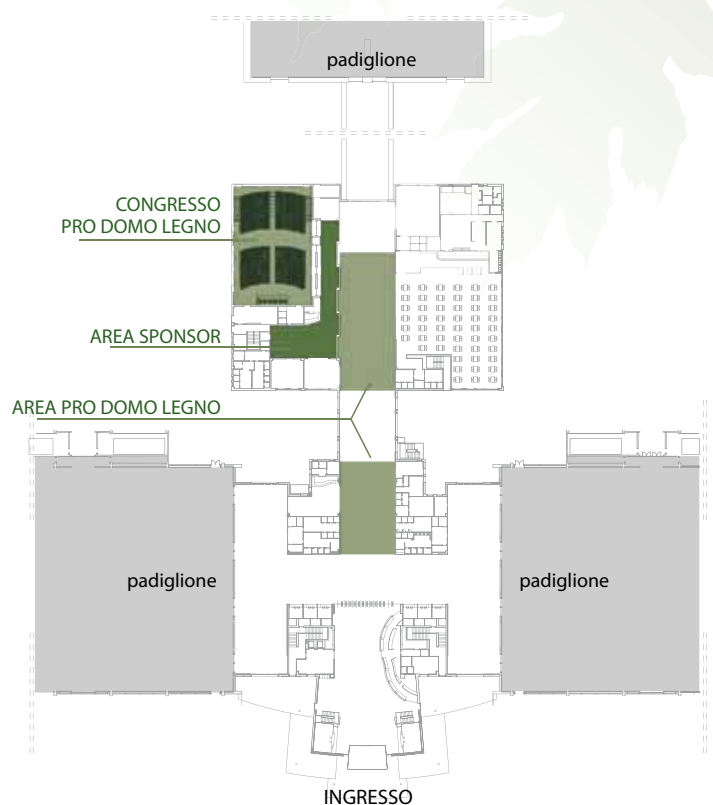 padiglione
CONGRESSO
PRO DOMO LEGNO
AREA SPONSOR
AREA PRO DOMO LEGNO
padiglione
padiglione
INGRESSO